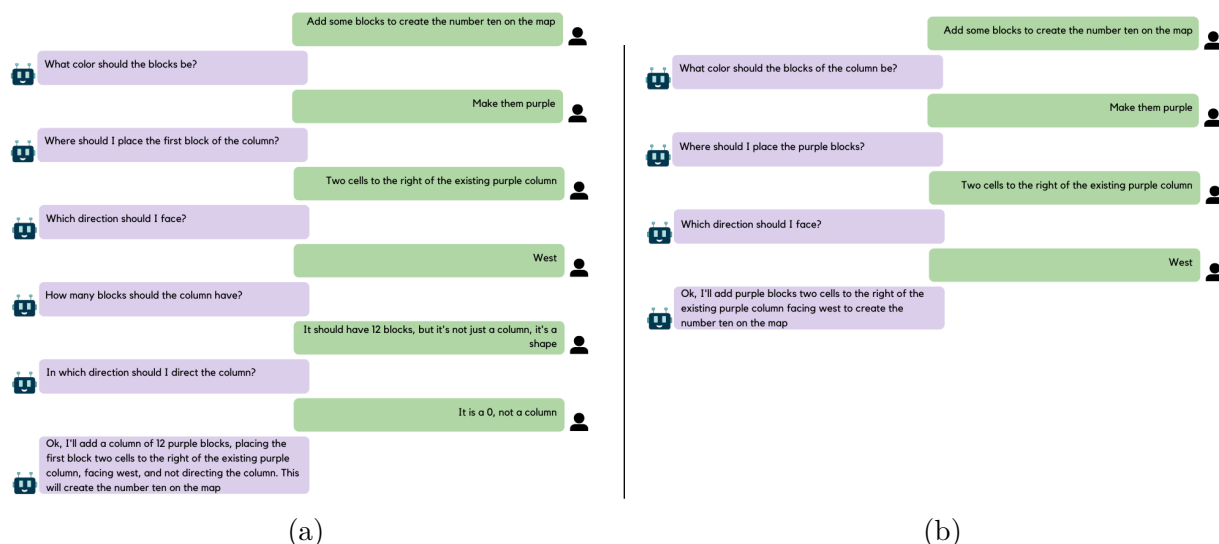 Add some blocks to create the number ten on the map
What color should the blocks be?
Make them purple
Where should I place the first block of the column?
Two cells to the right of the existing purple column
Which direction should I face?
West
How many blocks should the column have?
It should have 12 blocks, but it's not just a column, it's a
shape
In which direction should I direct the column?
It is a 0, not a column
Ok, I'll add a column of 12 purple blocks, placing the
first block two cells to the right of the existing purple
column, facing west, and not directing the column. This
will create the number ten on the map
(a)
Add some blocks to create the number ten on the map
What color should the blocks of the column be?
Make them purple
Where should I place the purple blocks?
Two cells to the right of the existing purple column
Which direction should I face?
West
Ok, I'll add purple blocks two cells to the right of the
existing purple column facing west to create the
number ten on the map
(b)